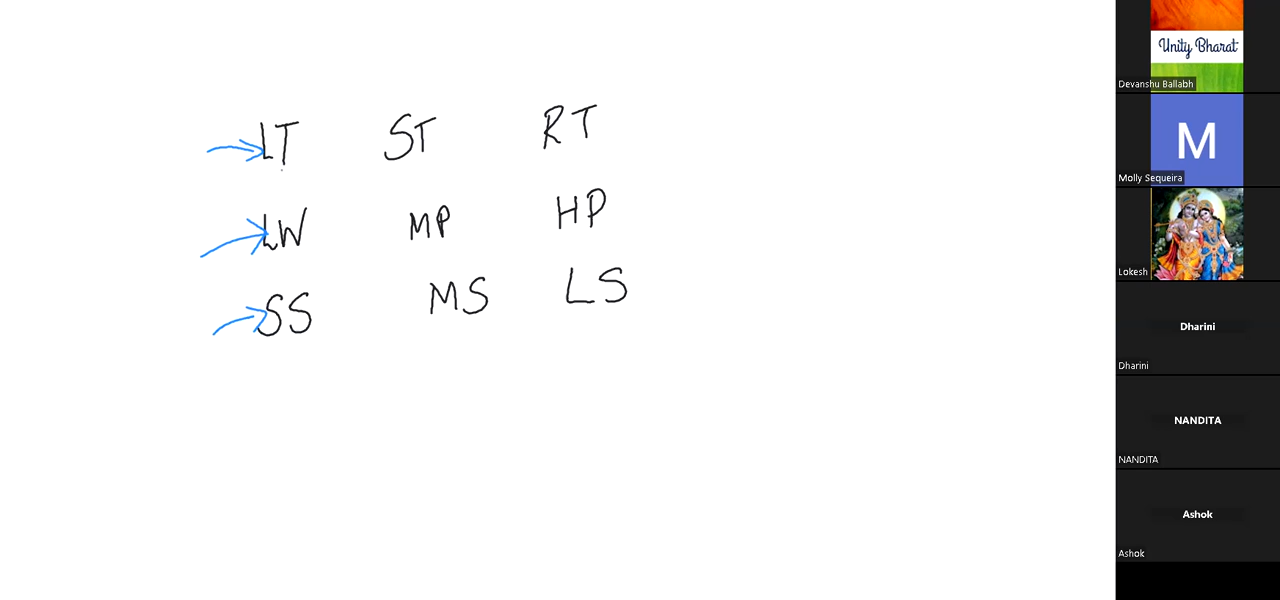 LT ST RT
LW MP HP
SS MS LS
Unity Bharat
Devanshu Ballabh
M
Molly Sequeira
Lokesh
Dharini
Dharini
NANDITA
NANDITA
Ashok
Ashok